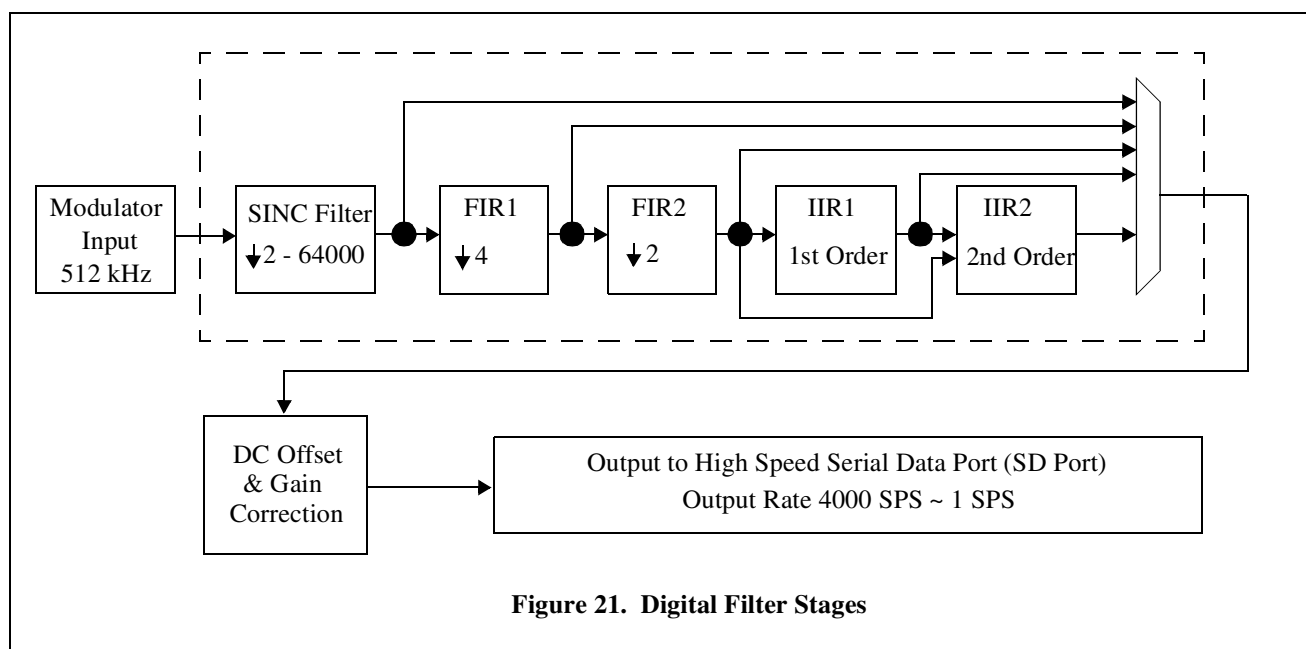 Modulator
Input
512 kHz
SINC Filter
↓2 - 64000
FIR1
↓4
FIR2
↓2
IIR1
1st Order
IIR2
2nd Order
DC Offset
& Gain
Correction
Output to High Speed Serial Data Port (SD Port)
Output Rate 4000 SPS ~ 1 SPS
Figure 21. Digital Filter Stages